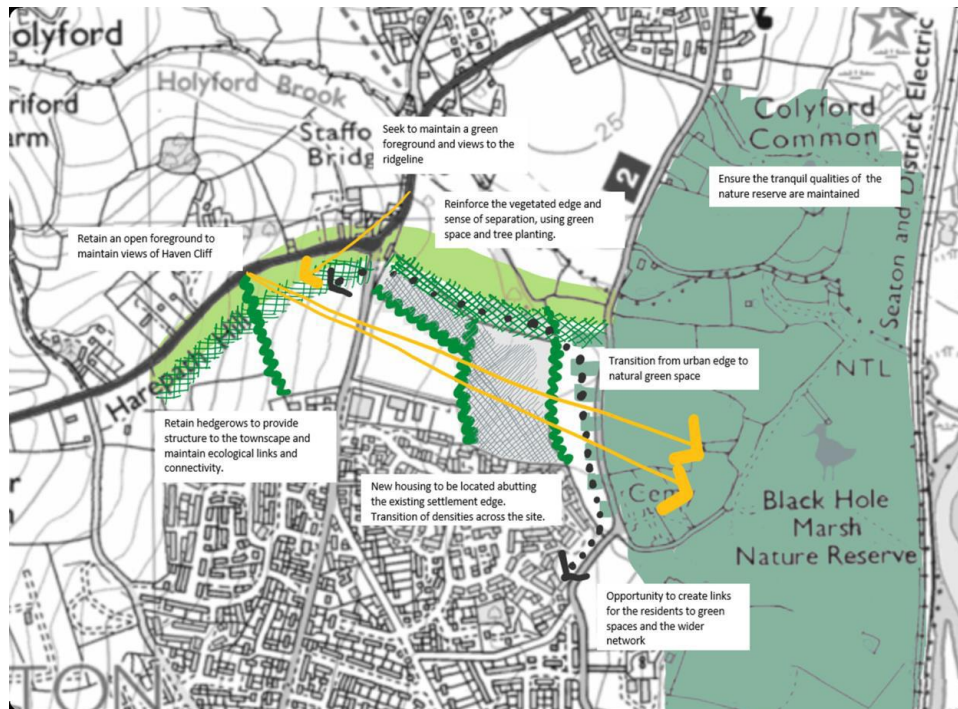 olyford
Holyford Brook
riford
arm
Staffo
Bridg
25
2
Colyford
Common
District Electric
Seaton and
Seek to maintain a green
foreground and views to the
ridgeline
Ensure the tranquil qualities of the
nature reserve are maintained
Reinforce the vegetated edge and
sense of separation, using green
space and tree planting.
Retain an open foreground to
maintain views of Haven Cliff
Harepath Hill
Transition from urban edge to
natural green space
NTL
Retain hedgerows to provide
structure to the townscape and
maintain ecological links and
connectivity.
New housing to be located abutting
the existing settlement edge.
Transition of densities across the site.
Cem
Black Hole
Marsh
Nature Reserve
Opportunity to create links
for the residents to green
spaces and the wider
network
TON